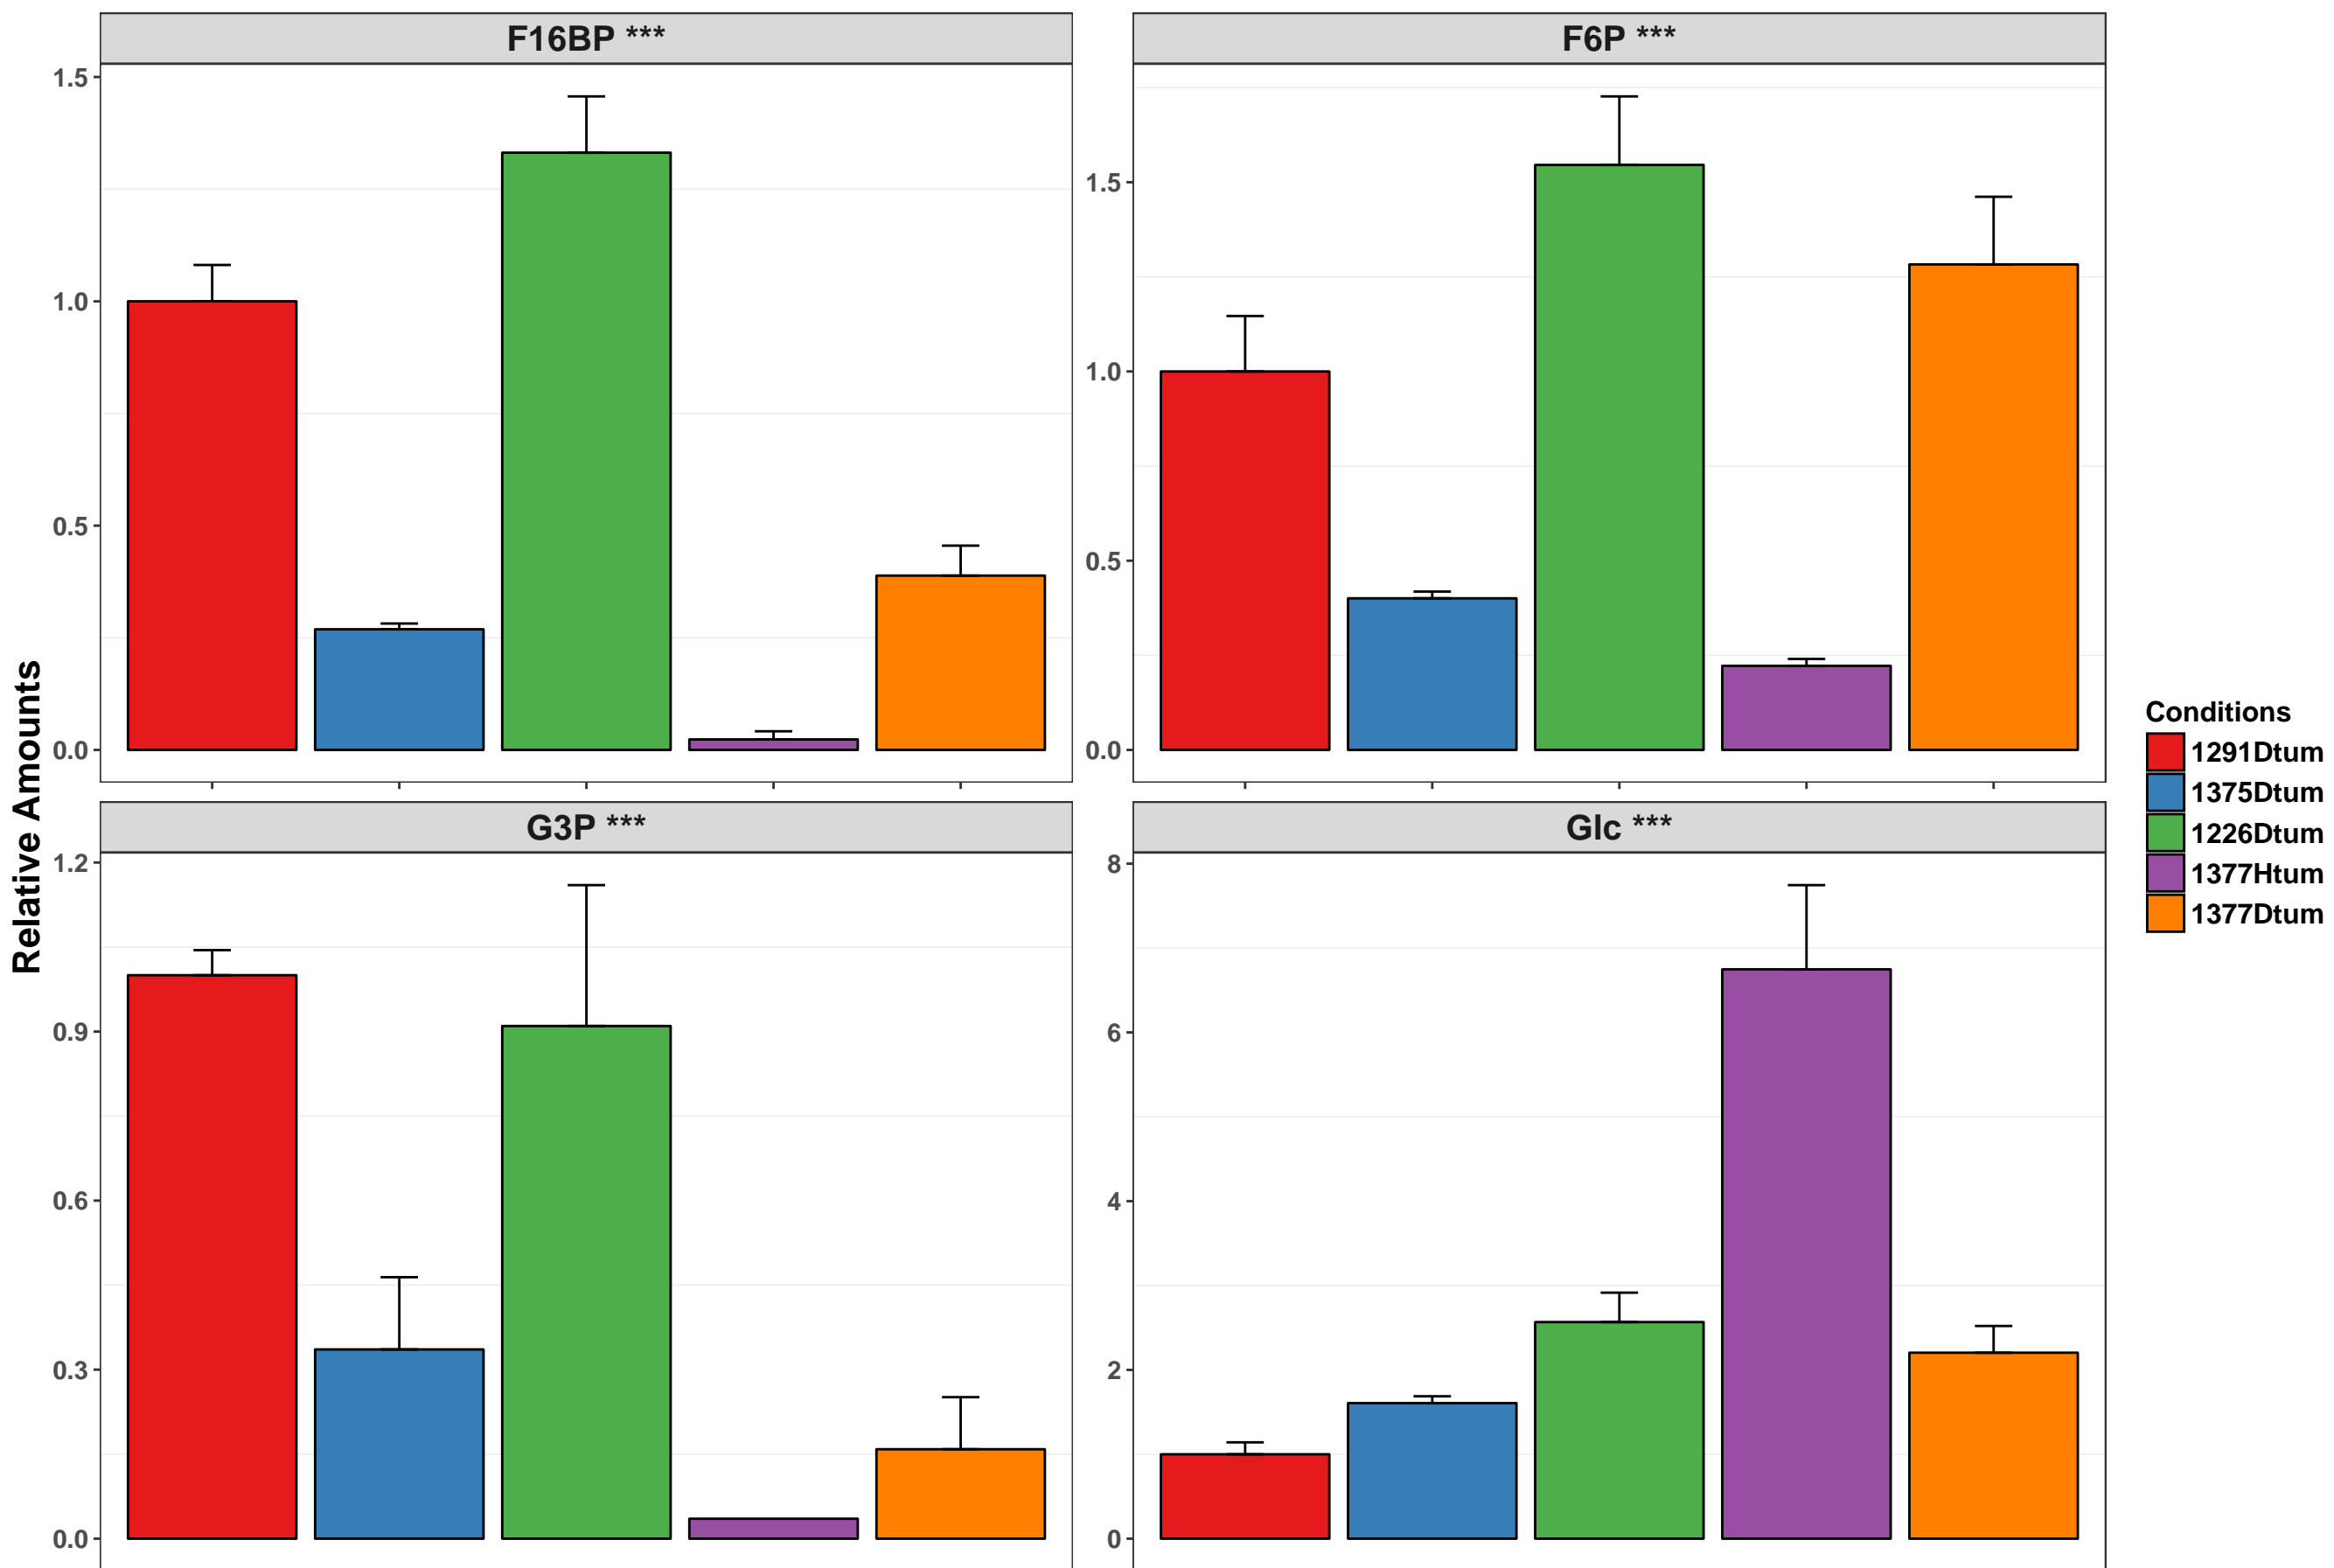 F16BP ***
F6P ***
1.5
1.0
0.5
0.0
1.5
1.0
0.5
0.0
G3P ***
Glc ***
1.2
0.9
0.6
0.3
0.0
8
6
4
2
0
Relative Amounts
Conditions
1291Dtum
1375Dtum
1226Dtum
1377Htum
1377Dtum